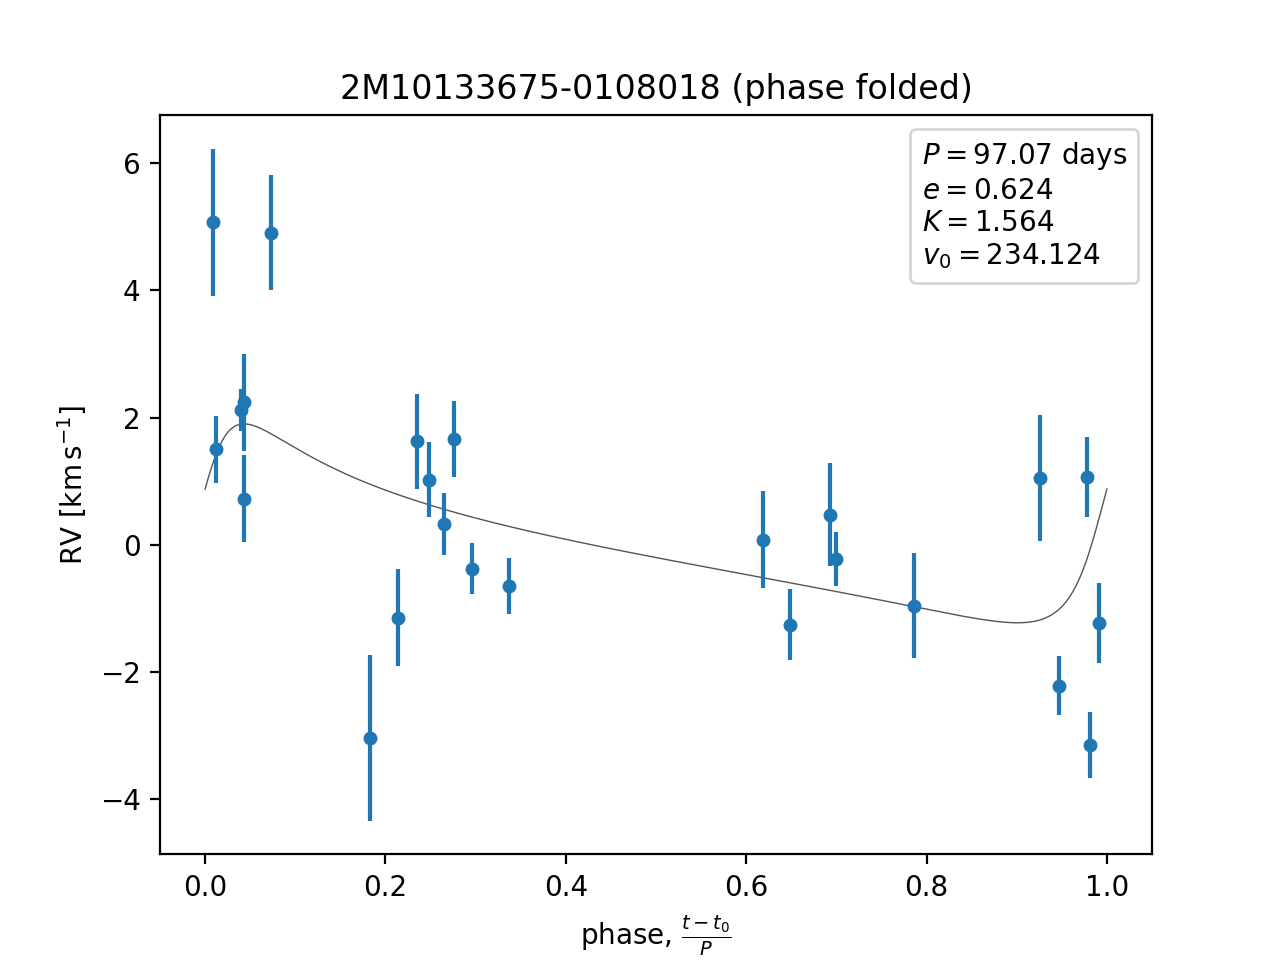 2M10133675-0108018 (phase folded)
P = 97.07 days
e = 0.624
K = 1.564
v₀ = 234.124
RV [km s⁻¹]
6
4
2
0
−2
−4
0.0 0.2 0.4 0.6 0.8 1.0
phase, (t − t₀)/P